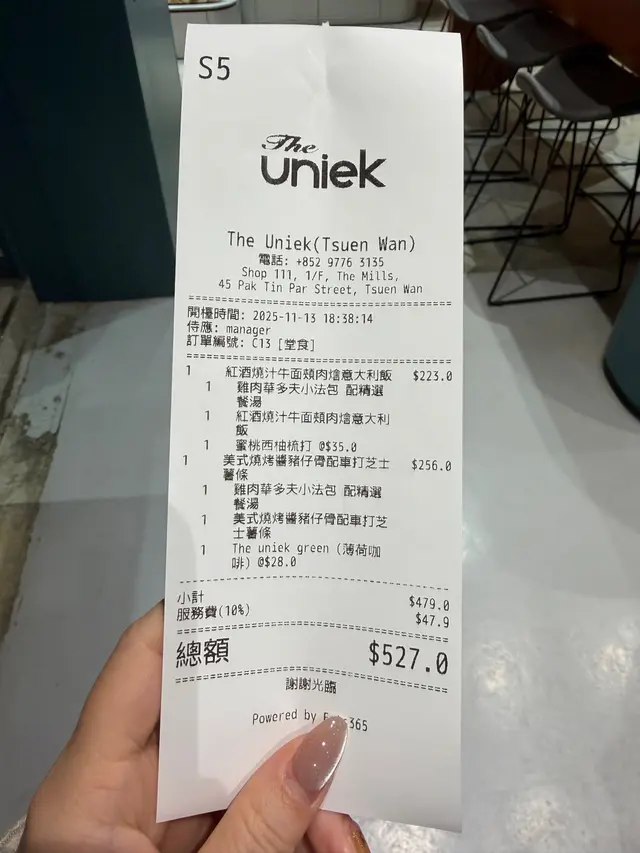 S5
The
uniek
The Uniek(Tsuen Wan)
電話: +852 9776 3135
Shop 111, 1/F, The Mills,
45 Pak Tin Par Street, Tsuen Wan
開檯時間: 2025-11-13 18:38:14
侍應: manager
訂單編號: C13 [堂食]
1 紅酒燒汁牛面頰肉燴意大利飯 $223.0
1 雞肉華多夫小法包 配精選
餐湯
1 紅酒燒汁牛面頰肉燴意大利
飯
1 蜜桃西柚梳打 @$35.0
1 美式燒烤醬豬仔骨配車打芝士 $256.0
薯條
1 雞肉華多夫小法包 配精選
餐湯
1 美式燒烤醬豬仔骨配車打芝
士薯條
1 The uniek green (薄荷咖
啡) @$28.0
小計 $479.0
服務費(10%) $47.9
總額 $527.0
謝謝光臨
Powered by